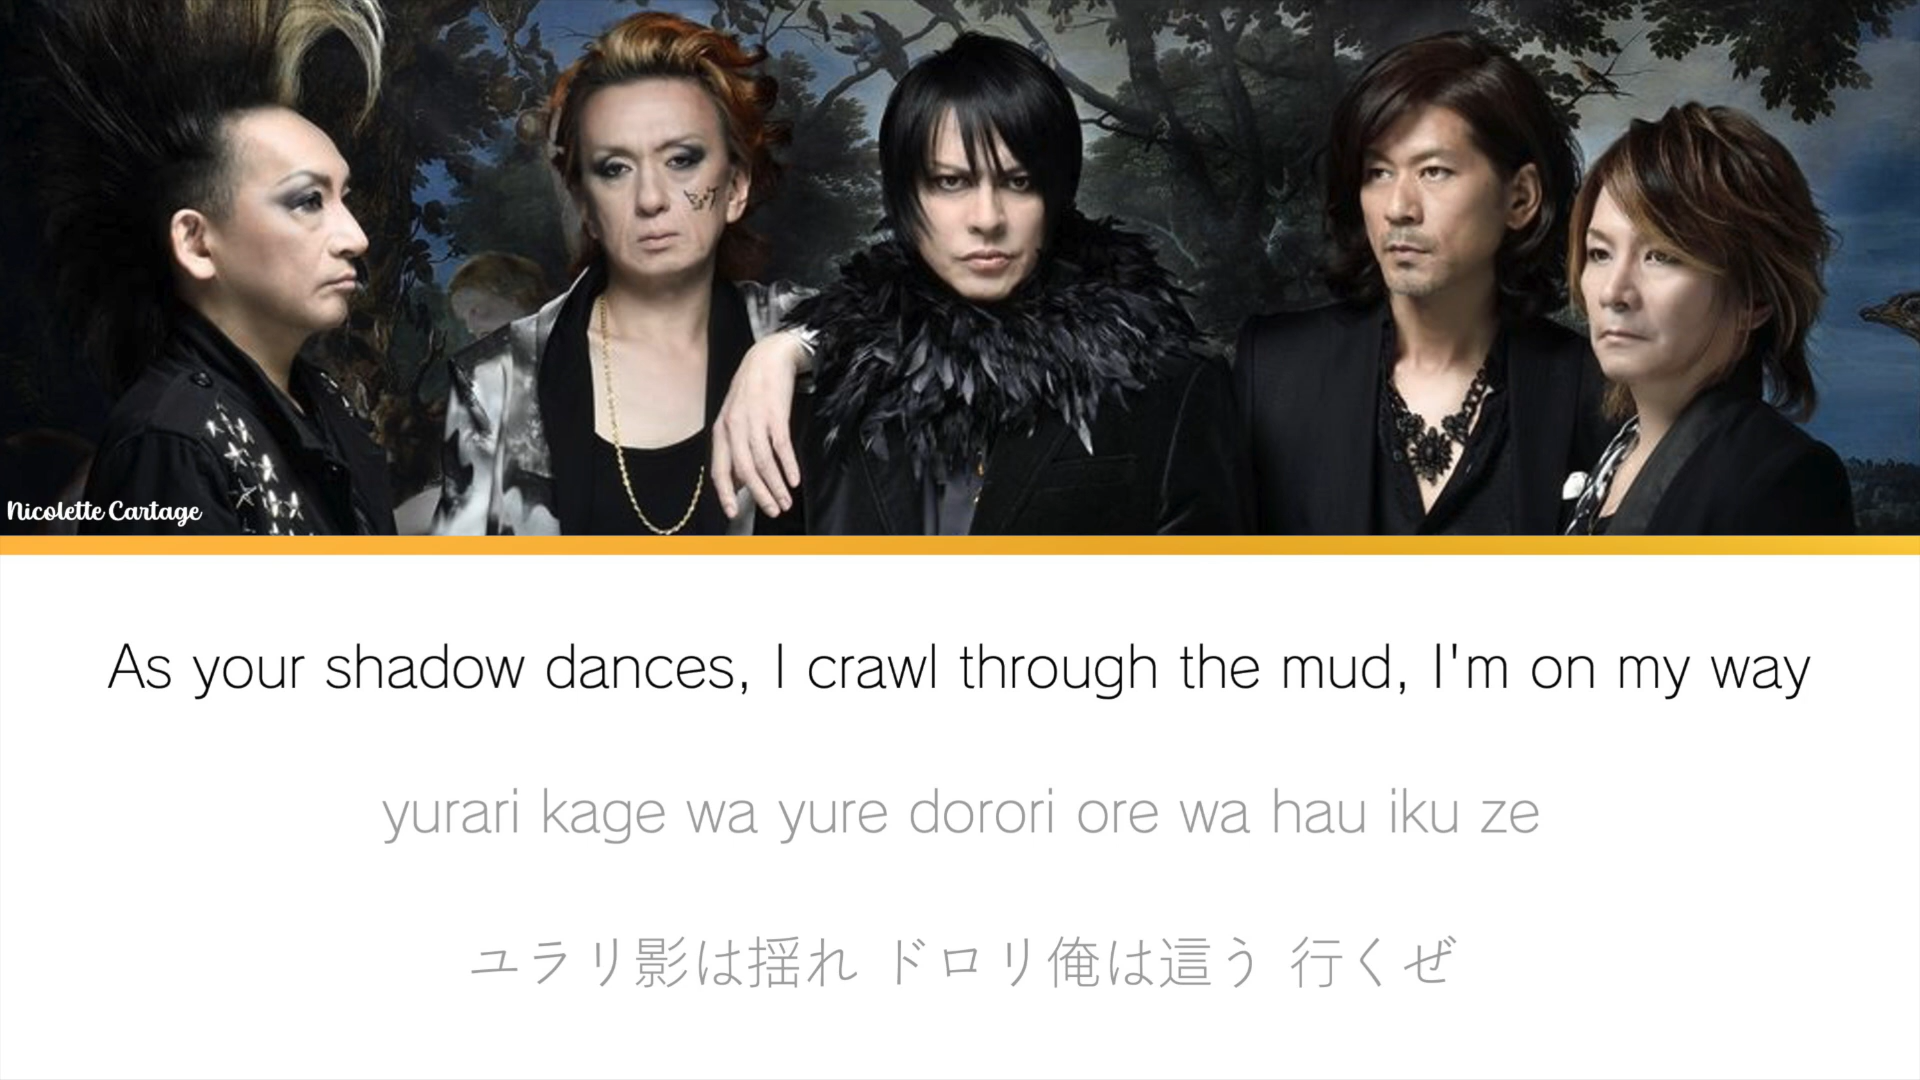 Nicolette Cartage
As your shadow dances, I crawl through the mud, I'm on my way
yurari kage wa yure dorori ore wa hau iku ze
ユラリ影は揺れ ドロリ俺は這う 行くぜ